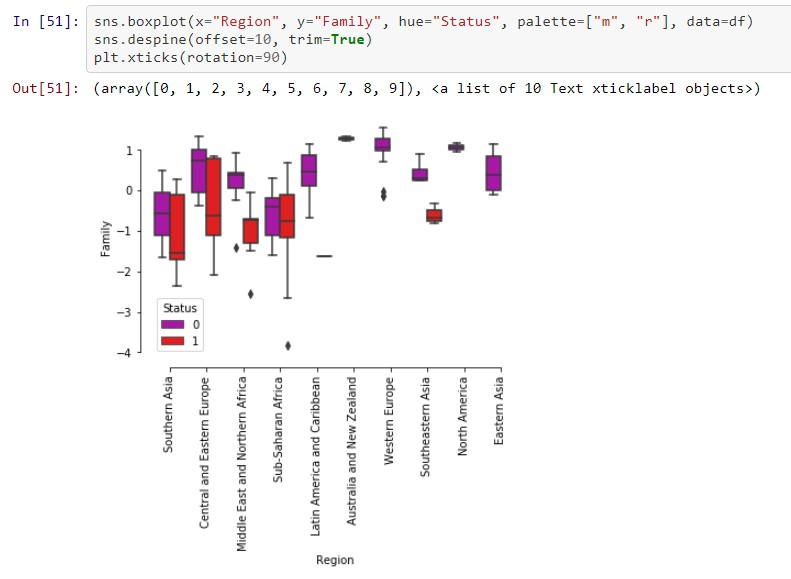 In [51]: sns.boxplot(x="Region", y="Family", hue="Status", palette=["m", "r"], data=df)
sns.despine(offset=10, trim=True)
plt.xticks(rotation=90)
Out[51]: (array([0, 1, 2, 3, 4, 5, 6, 7, 8, 9]), <a list of 10 Text xticklabel objects>)
1
0
−1
−2
−3
−4
Family
Status
0
1
Southern Asia
Central and Eastern Europe
Middle East and Northern Africa
Sub-Saharan Africa
Latin America and Caribbean
Australia and New Zealand
Western Europe
Southeastern Asia
North America
Eastern Asia
Region